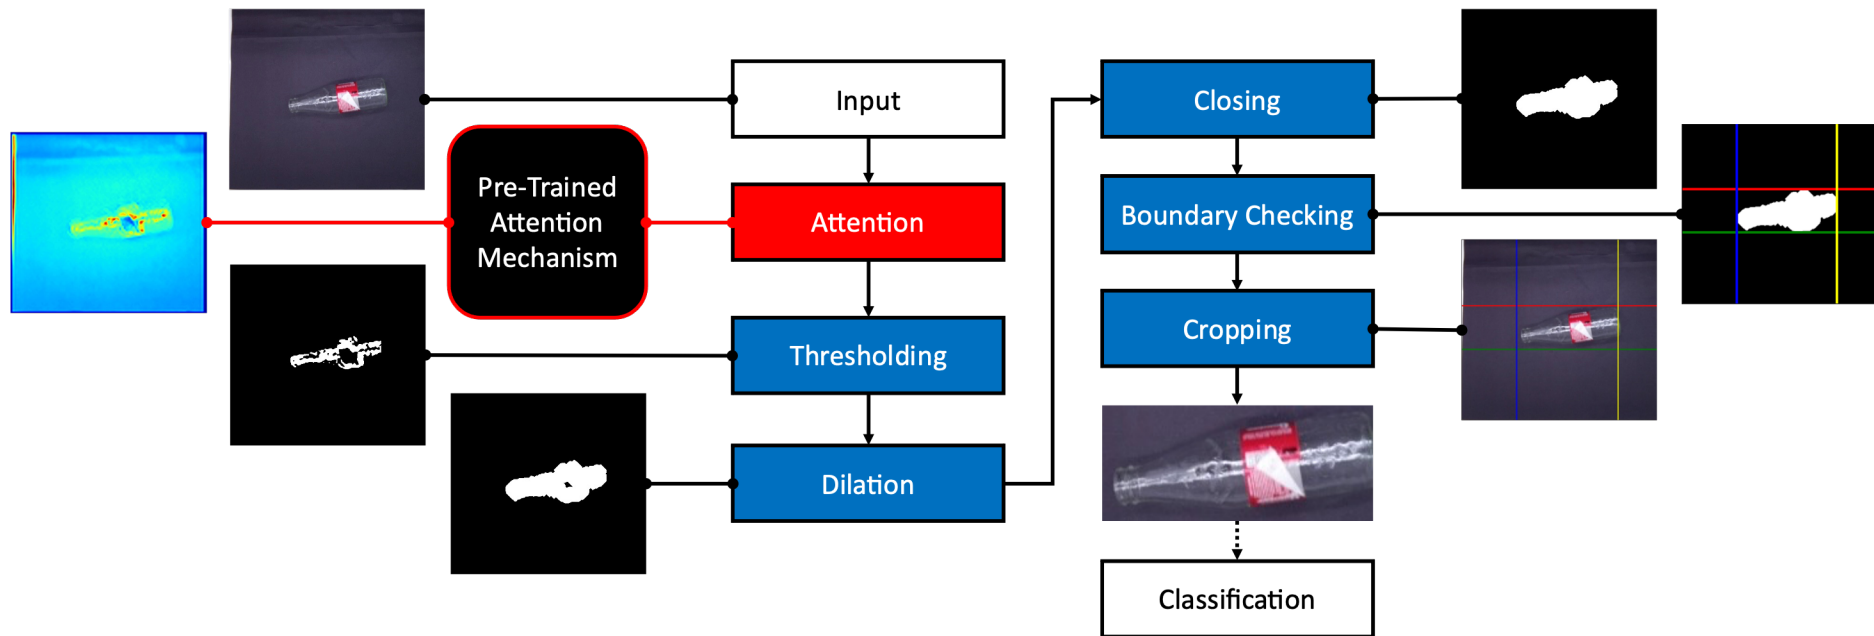 Input
Pre-Trained
Attention
Mechanism
Attention
Thresholding
Dilation
Closing
Boundary Checking
Cropping
Classification